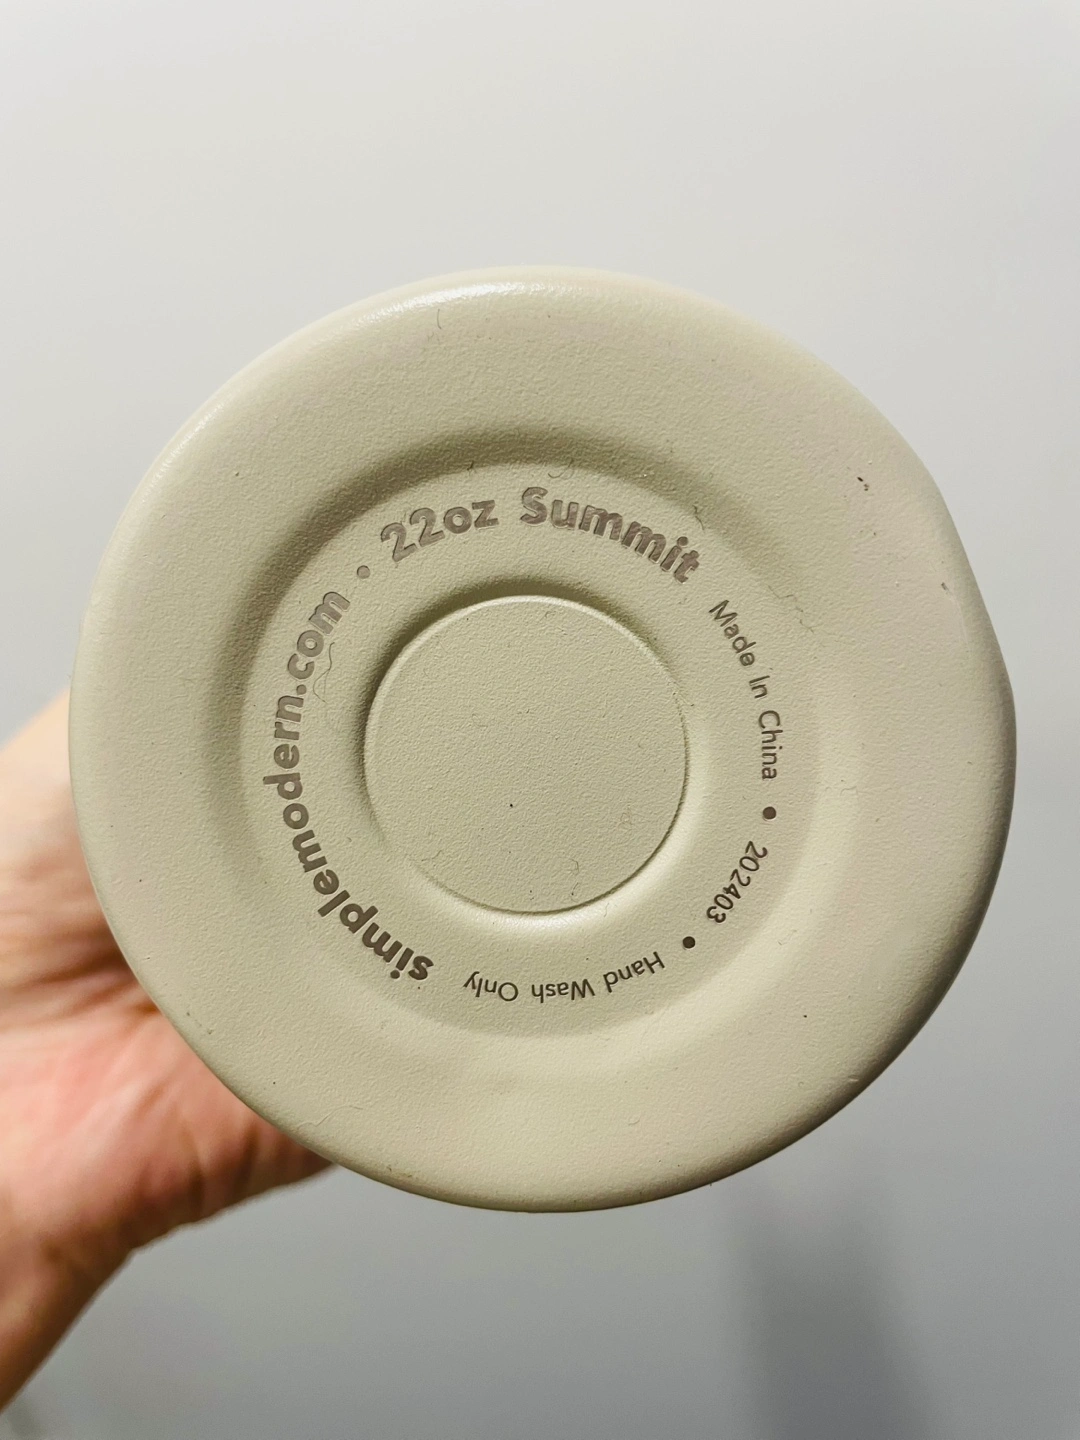 simplemodern.com • 22oz Summit
Made in China • 202403 • Hand Wash Only